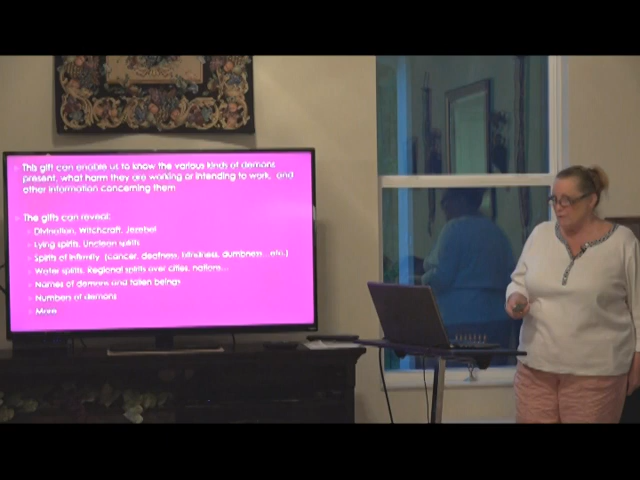 This gift can enable us to know the various kinds of demons
present, what harm they are working or intending to work, and
other information concerning them
The gifts can reveal:
Divination, Witchcraft, Jezebel
Lying spirits, Unclean spirits
Spirits of infirmity (cancer, deafness, blindness, dumbness... etc.)
Water spirits, Regional spirits over cities, nations...
Names of demons and fallen beings
Numbers of demons
More